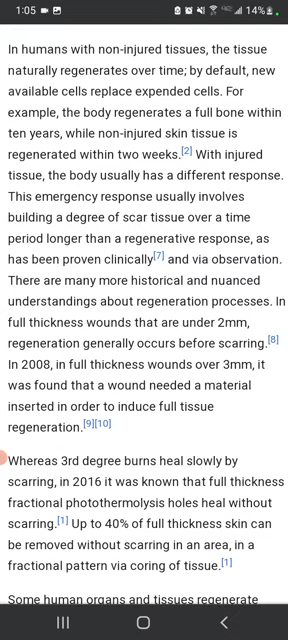 1:05 14%
In humans with non-injured tissues, the tissue
naturally regenerates over time; by default, new
available cells replace expended cells. For
example, the body regenerates a full bone within
ten years, while non-injured skin tissue is
regenerated within two weeks.[2] With injured
tissue, the body usually has a different response.
This emergency response usually involves
building a degree of scar tissue over a time
period longer than a regenerative response, as
has been proven clinically[7] and via observation.
There are many more historical and nuanced
understandings about regeneration processes. In
full thickness wounds that are under 2mm,
regeneration generally occurs before scarring.[8]
In 2008, in full thickness wounds over 3mm, it
was found that a wound needed a material
inserted in order to induce full tissue
regeneration.[9][10]
Whereas 3rd degree burns heal slowly by
scarring, in 2016 it was known that full thickness
fractional photothermolysis holes heal without
scarring.[1] Up to 40% of full thickness skin can
be removed without scarring in an area, in a
fractional pattern via coring of tissue.[1]
Some human organs and tissues regenerate